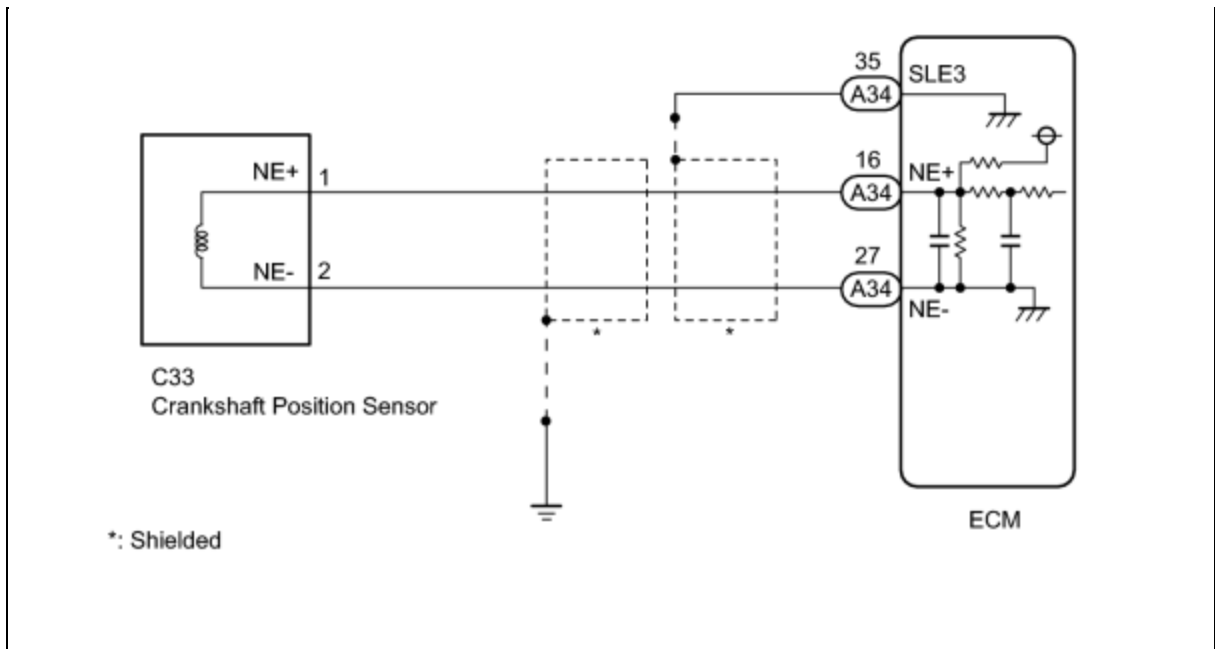 35
SLE3
A34
16
NE+
A34
27
A34
NE-
NE+
1
NE-
2
C33
Crankshaft Position Sensor
*
*
ECM
*: Shielded